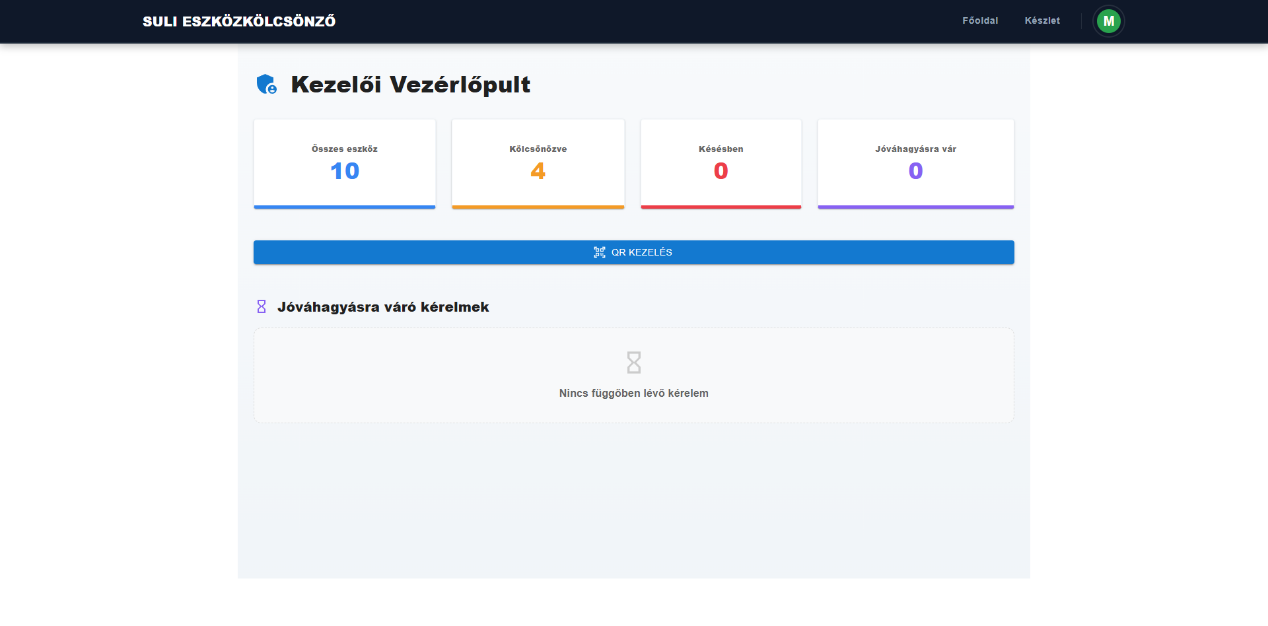 SULI ESZKÖZKÖLCSÖNZŐ
Főoldal
Készlet
M
Kezelői Vezérlőpult
Összes eszköz
10
Kölcsönözve
4
Késésben
0
Jóváhagyásra vár
0
QR KEZELÉS
Jóváhagyásra váró kérelmek
Nincs függőben lévő kérelem